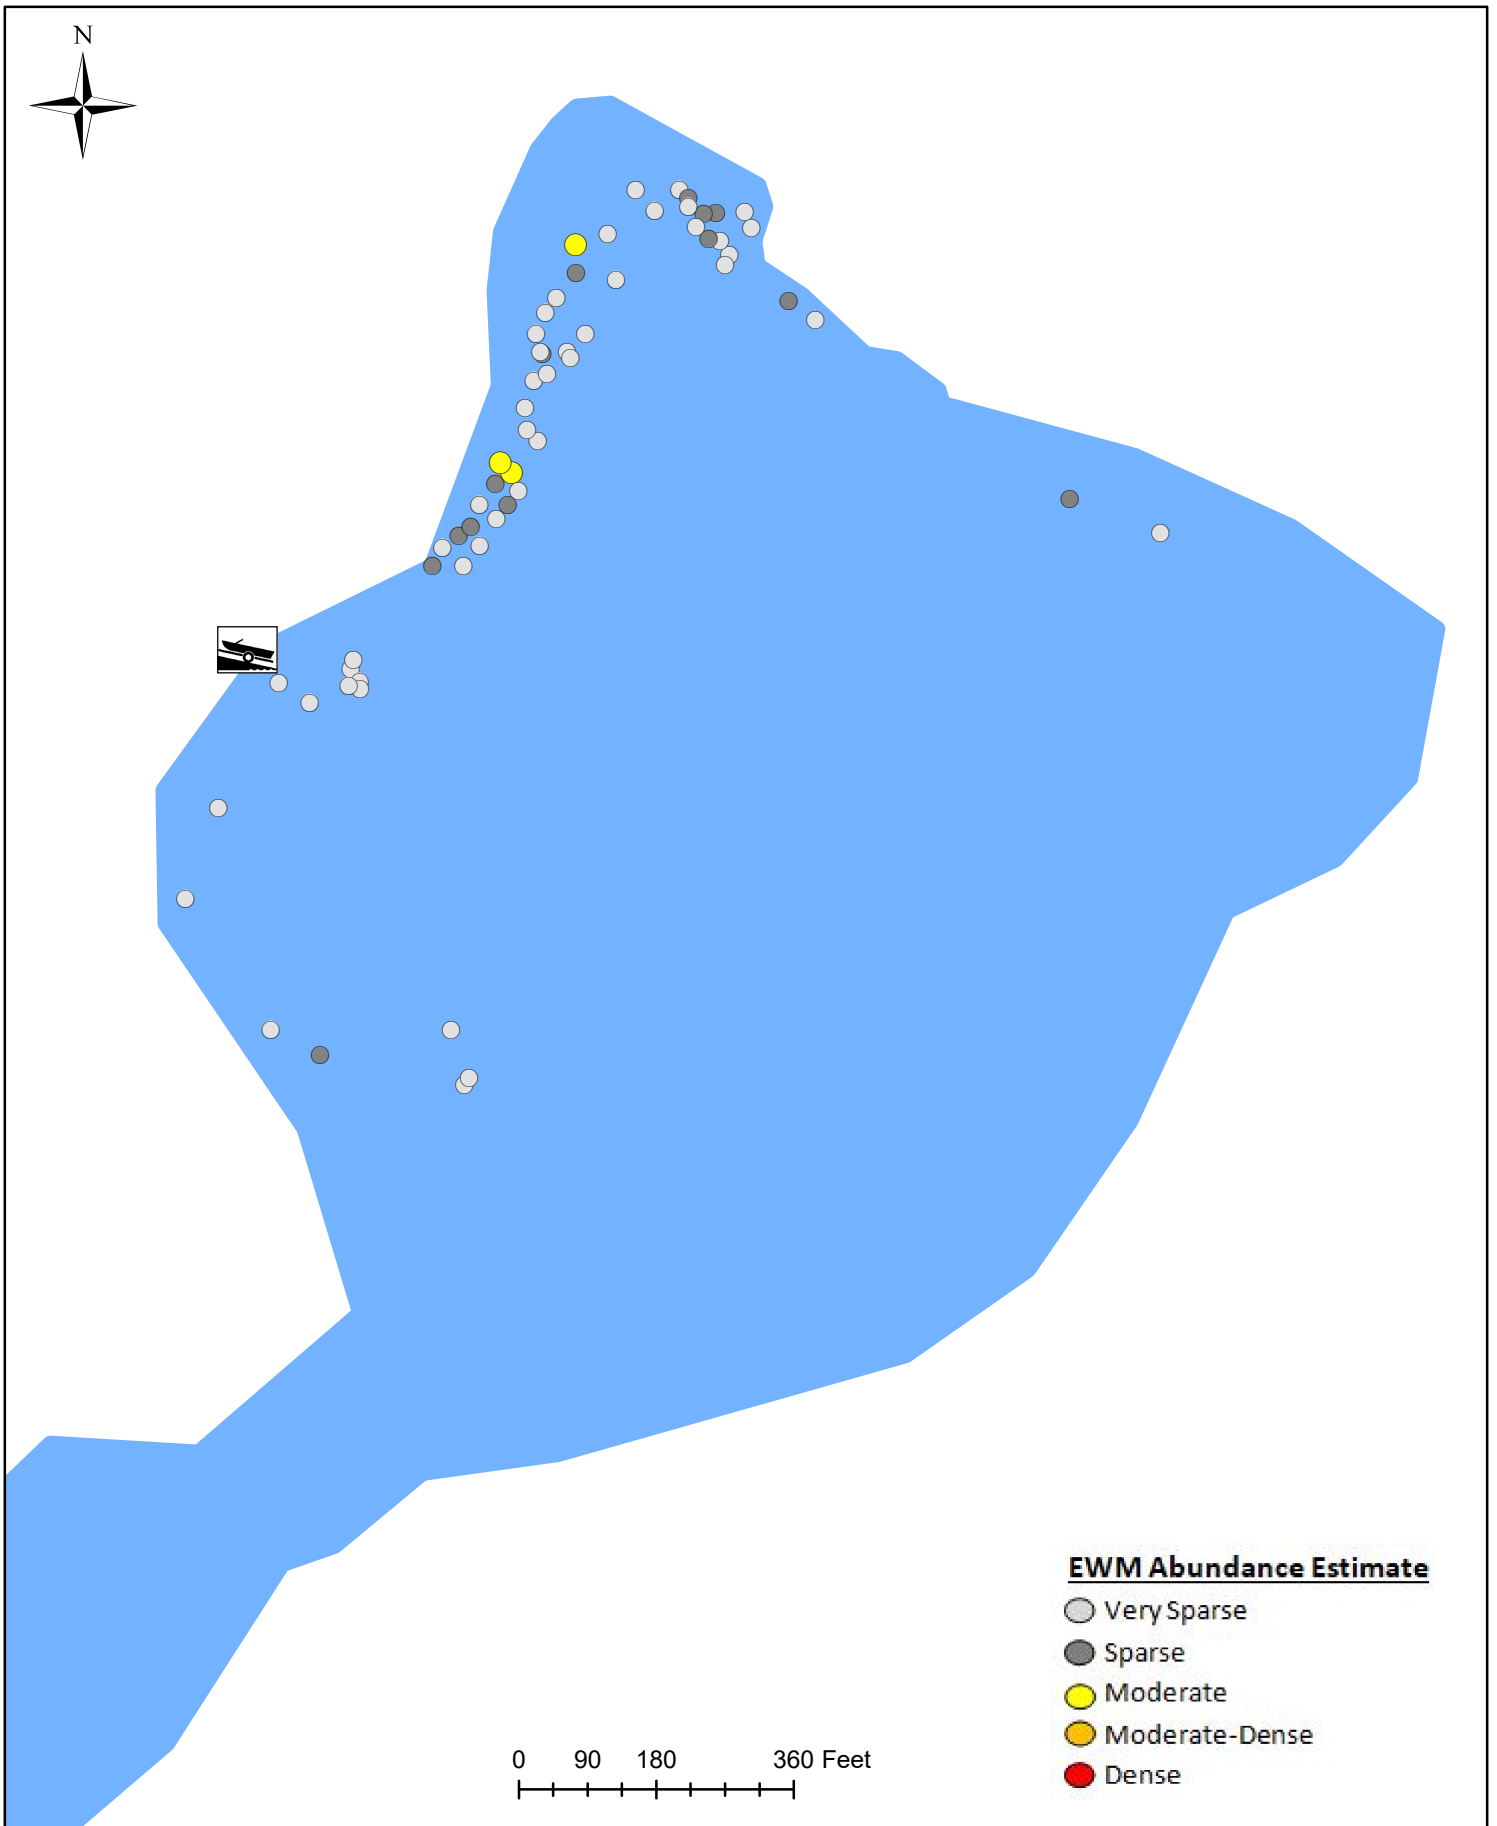 N
EWM Abundance Estimate
Very Sparse
Sparse
Moderate
Moderate-Dense
Dense
0 90 180 360 Feet